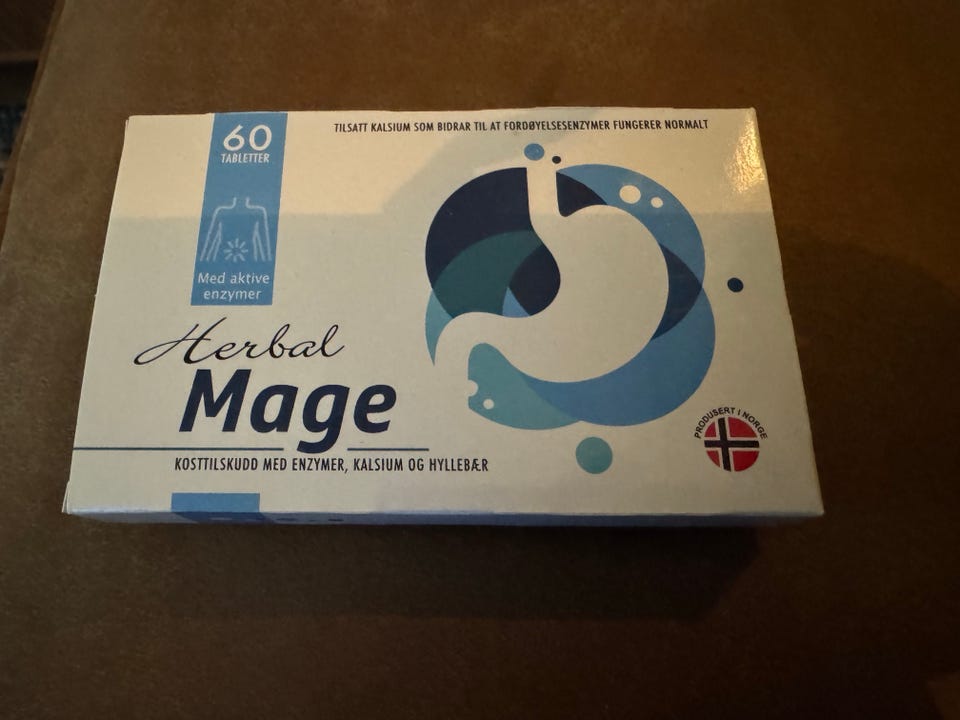 60
TABLETTER
TILSATT KALSIUM SOM BIDRAR TIL AT FORDØYELSESENZYMER FUNGERER NORMALT
Med aktive
enzymer
Herbal
Mage
KOSTTILSKUDD MED ENZYMER, KALSIUM OG HYLLEBÆR
PRODUSERT I NORGE